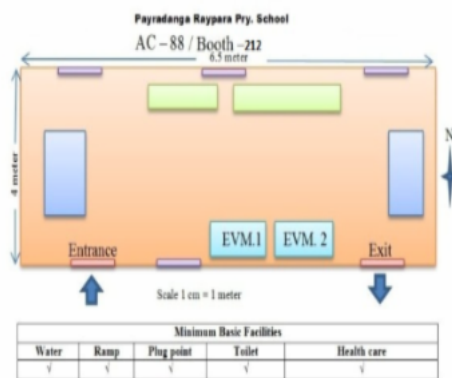 Payradanga Raypara Pry. School
AC – 88 / Booth –212
6.5 meter
4 meter
N
EVM.1 EVM. 2
Entrance Exit
Scale 1 cm = 1 meter
Minimum Basic Facilities
Water Ramp Plug point Toilet Health care
√ √ √ √ √